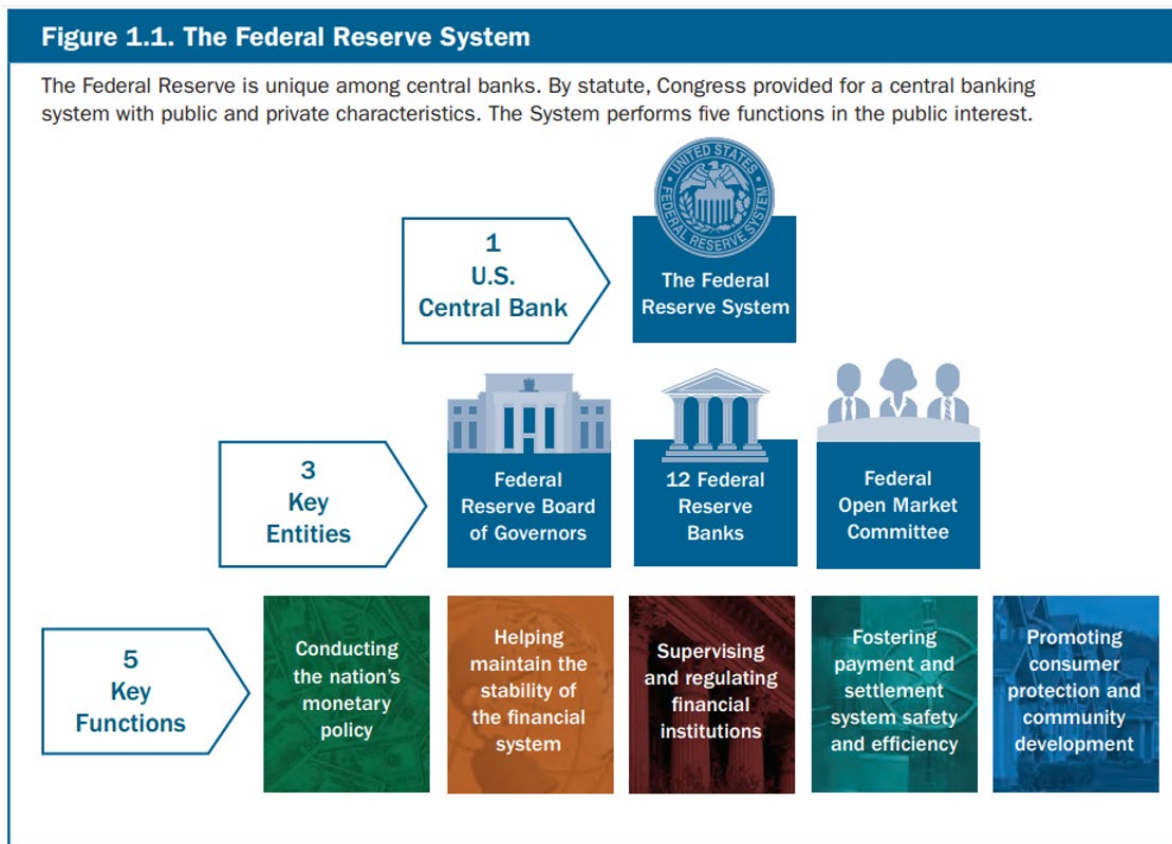 Figure 1.1. The Federal Reserve System
The Federal Reserve is unique among central banks. By statute, Congress provided for a central banking
system with public and private characteristics. The System performs five functions in the public interest.
1
U.S.
Central Bank
UNITED STATES
FEDERAL RESERVE SYSTEM
The Federal
Reserve System
3
Key
Entities
Federal
Reserve Board
of Governors
12 Federal
Reserve
Banks
Federal
Open Market
Committee
5
Key
Functions
Conducting
the nation’s
monetary
policy
Helping
maintain the
stability of
the financial
system
Supervising
and regulating
financial
institutions
Fostering
payment and
settlement
system safety
and efficiency
Promoting
consumer
protection and
community
development